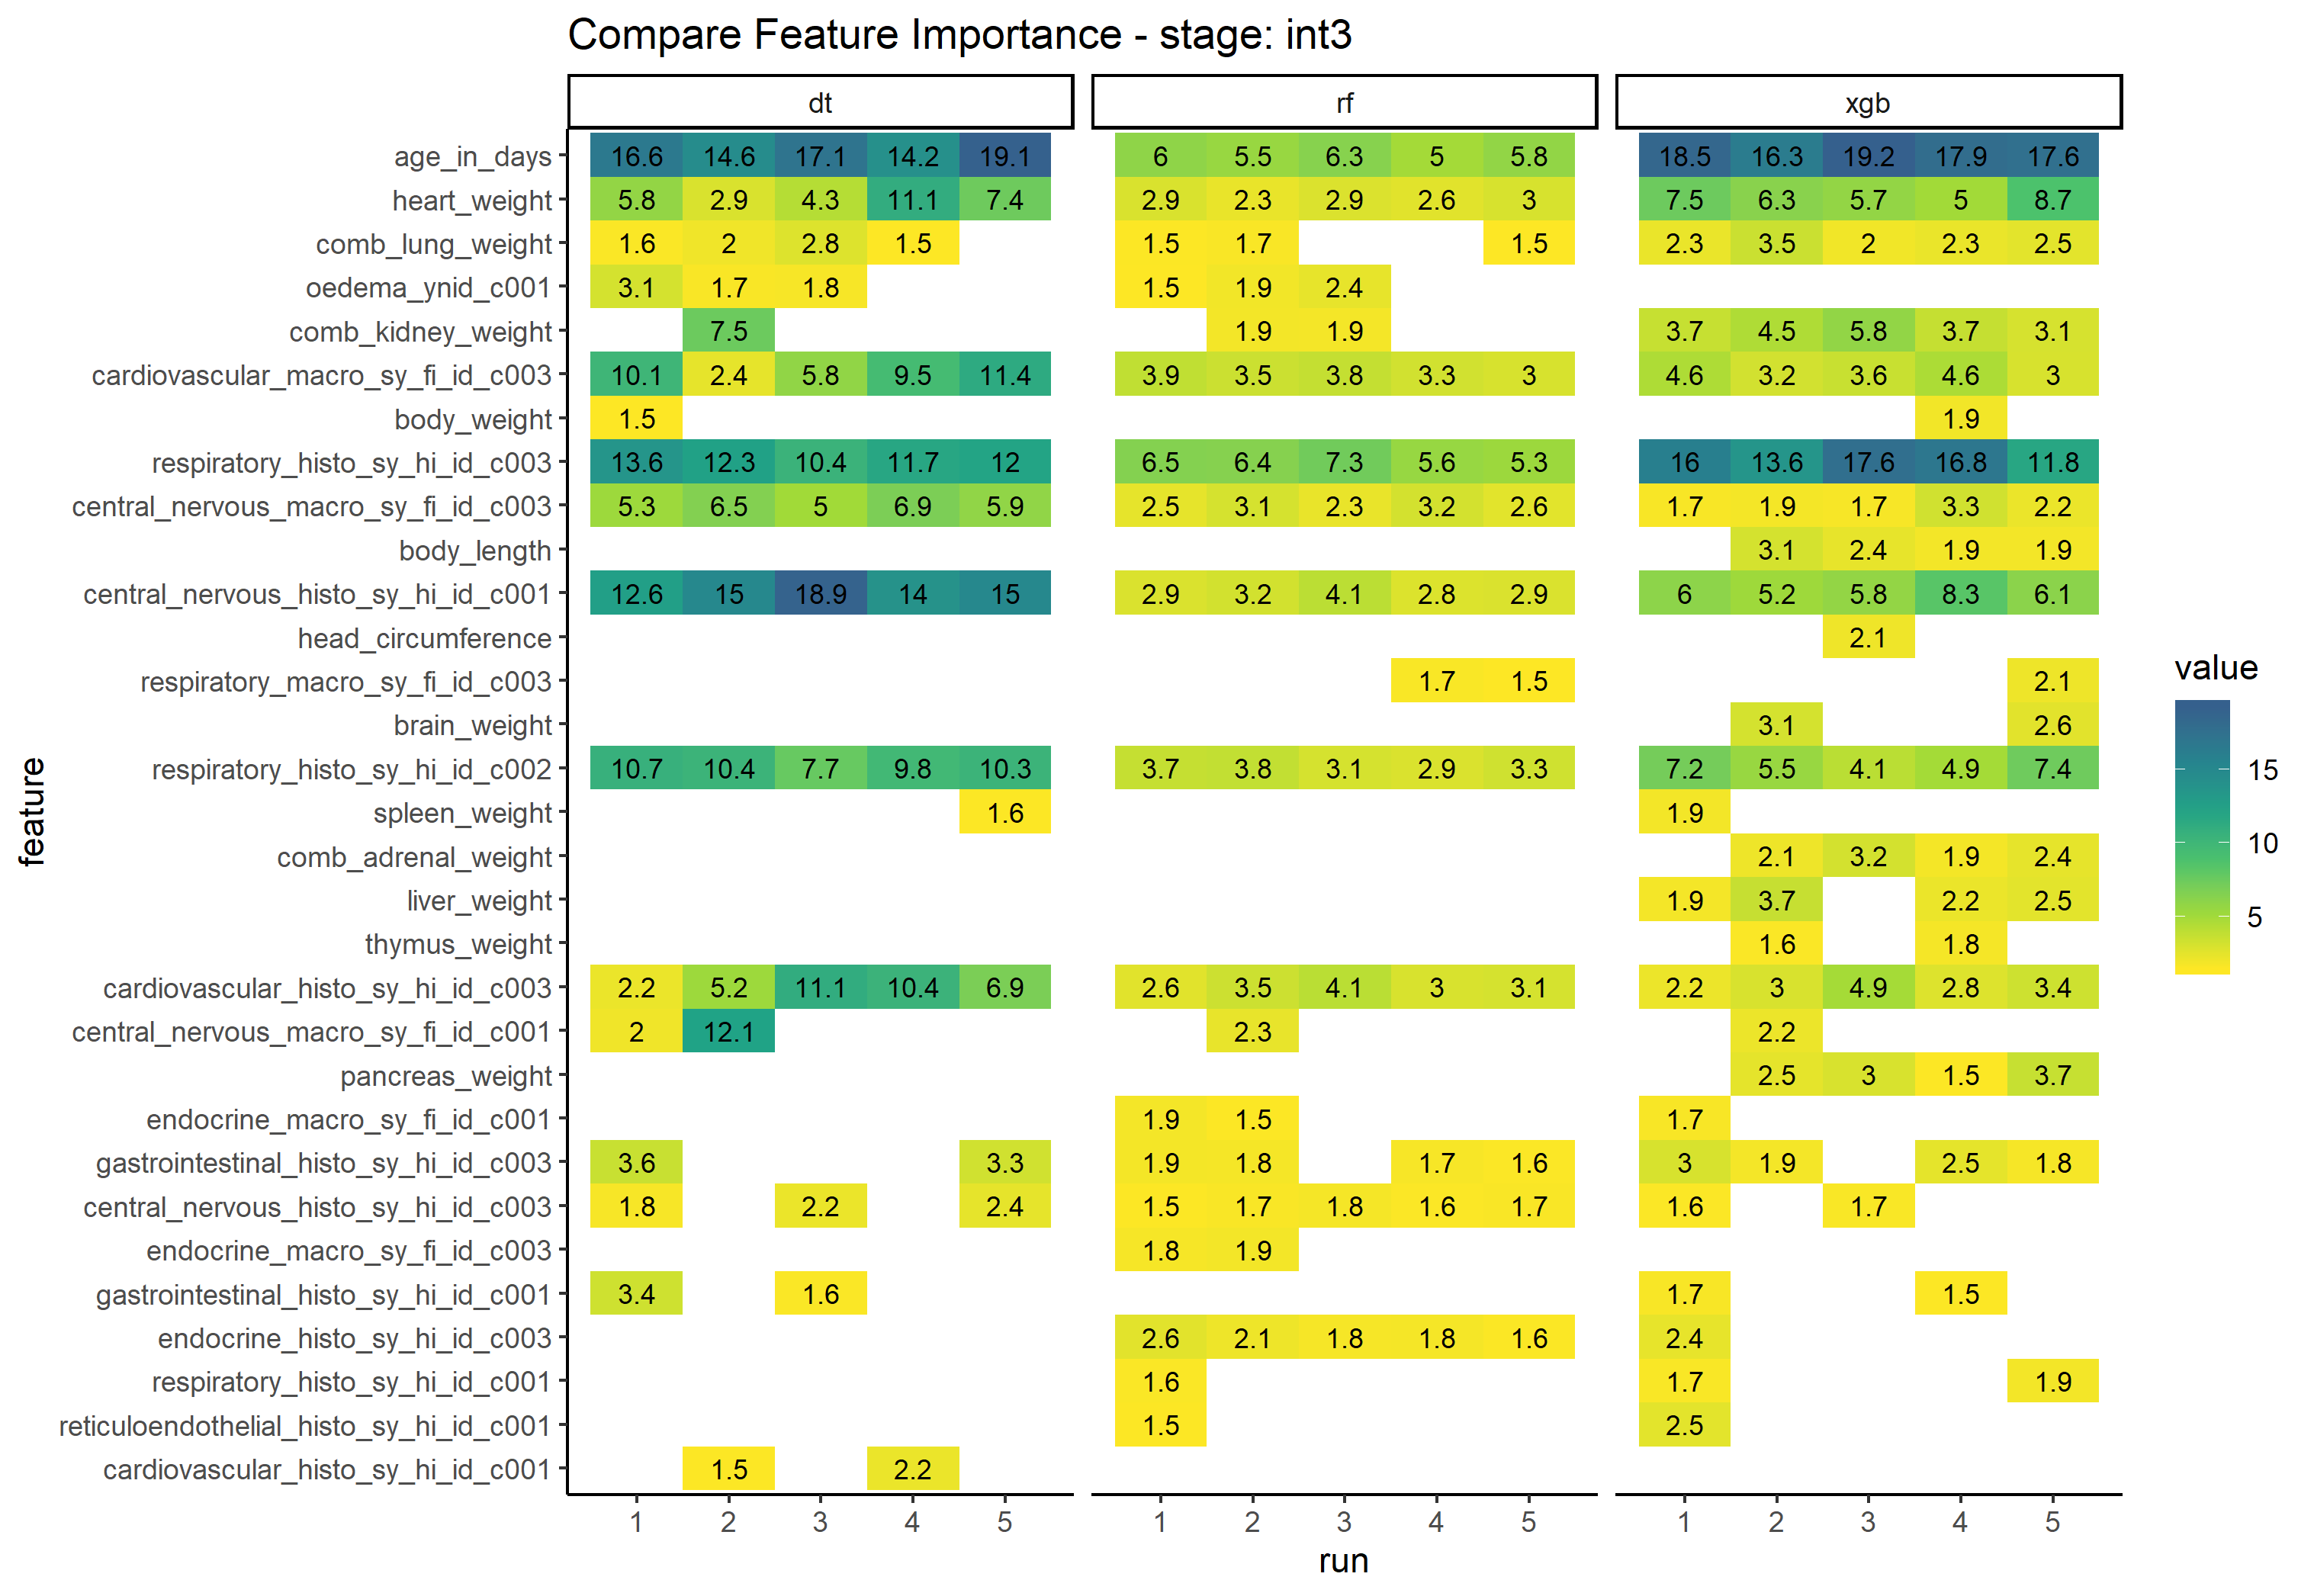 Compare Feature Importance - stage: int3
dt rf xgb
age_in_days 16.6 14.6 17.1 14.2 19.1 6 5.5 6.3 5 5.8 18.5 16.3 19.2 17.9 17.6
heart_weight 5.8 2.9 4.3 11.1 7.4 2.9 2.3 2.9 2.6 3 7.5 6.3 5.7 5 8.7
comb_lung_weight 1.6 2 2.8 1.5 1.5 1.7 1.5 2.3 3.5 2 2.3 2.5
oedema_ynid_c001 3.1 1.7 1.8 1.5 1.9 2.4
comb_kidney_weight 7.5 1.9 1.9 3.7 4.5 5.8 3.7 3.1
cardiovascular_macro_sy_fi_id_c003 10.1 2.4 5.8 9.5 11.4 3.9 3.5 3.8 3.3 3 4.6 3.2 3.6 4.6 3
body_weight 1.5 1.9
respiratory_histo_sy_hi_id_c003 13.6 12.3 10.4 11.7 12 6.5 6.4 7.3 5.6 5.3 16 13.6 17.6 16.8 11.8
central_nervous_macro_sy_fi_id_c003 5.3 6.5 5 6.9 5.9 2.5 3.1 2.3 3.2 2.6 1.7 1.9 1.7 3.3 2.2
body_length 3.1 2.4 1.9 1.9
central_nervous_histo_sy_hi_id_c001 12.6 15 18.9 14 15 2.9 3.2 4.1 2.8 2.9 6 5.2 5.8 8.3 6.1
head_circumference 2.1
respiratory_macro_sy_fi_id_c003 1.7 1.5 2.1
brain_weight 3.1 2.6
respiratory_histo_sy_hi_id_c002 10.7 10.4 7.7 9.8 10.3 3.7 3.8 3.1 2.9 3.3 7.2 5.5 4.1 4.9 7.4
spleen_weight 1.6 1.9
comb_adrenal_weight 2.1 3.2 1.9 2.4
liver_weight 1.9 3.7 2.2 2.5
thymus_weight 1.6 1.8
cardiovascular_histo_sy_hi_id_c003 2.2 5.2 11.1 10.4 6.9 2.6 3.5 4.1 3 3.1 2.2 3 4.9 2.8 3.4
central_nervous_macro_sy_fi_id_c001 2 12.1 2.3 2.2
pancreas_weight 2.5 3 1.5 3.7
endocrine_macro_sy_fi_id_c001 1.9 1.5 1.7
gastrointestinal_histo_sy_hi_id_c003 3.6 3.3 1.9 1.8 1.7 1.6 3 1.9 2.5 1.8
central_nervous_histo_sy_hi_id_c003 1.8 2.2 2.4 1.5 1.7 1.8 1.6 1.7 1.6 1.7
endocrine_macro_sy_fi_id_c003 1.8 1.9
gastrointestinal_histo_sy_hi_id_c001 3.4 1.6 1.7 1.5
endocrine_histo_sy_hi_id_c003 2.6 2.1 1.8 1.8 1.6 2.4
respiratory_histo_sy_hi_id_c001 1.6 1.7 1.9
reticuloendothelial_histo_sy_hi_id_c001 1.5 2.5
cardiovascular_histo_sy_hi_id_c001 1.5 2.2
1 2 3 4 5 1 2 3 4 5 1 2 3 4 5
run
feature
value
15
10
5